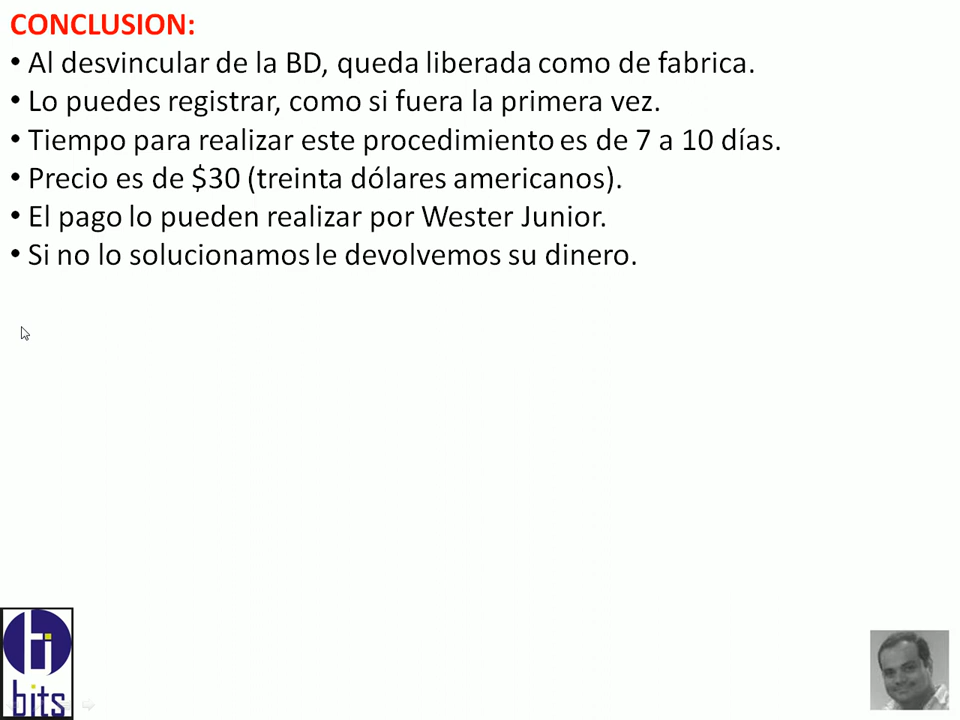 CONCLUSION:
• Al desvincular de la BD, queda liberada como de fabrica.
• Lo puedes registrar, como si fuera la primera vez.
• Tiempo para realizar este procedimiento es de 7 a 10 días.
• Precio es de $30 (treinta dólares americanos).
• El pago lo pueden realizar por Wester Junior.
• Si no lo solucionamos le devolvemos su dinero.
bits